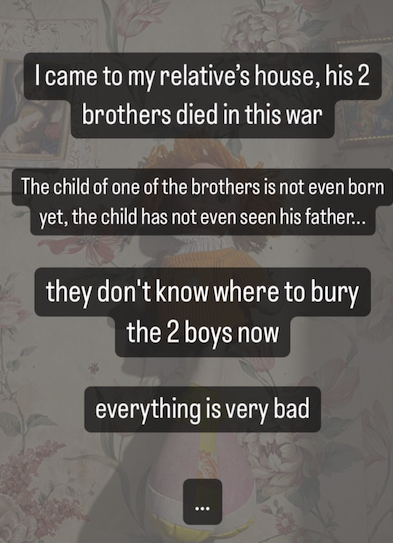 I came to my relative's house, his 2
brothers died in this war
The child of one of the brothers is not even born
yet, the child has not even seen his father...
they don't know where to bury
the 2 boys now
everything is very bad
...